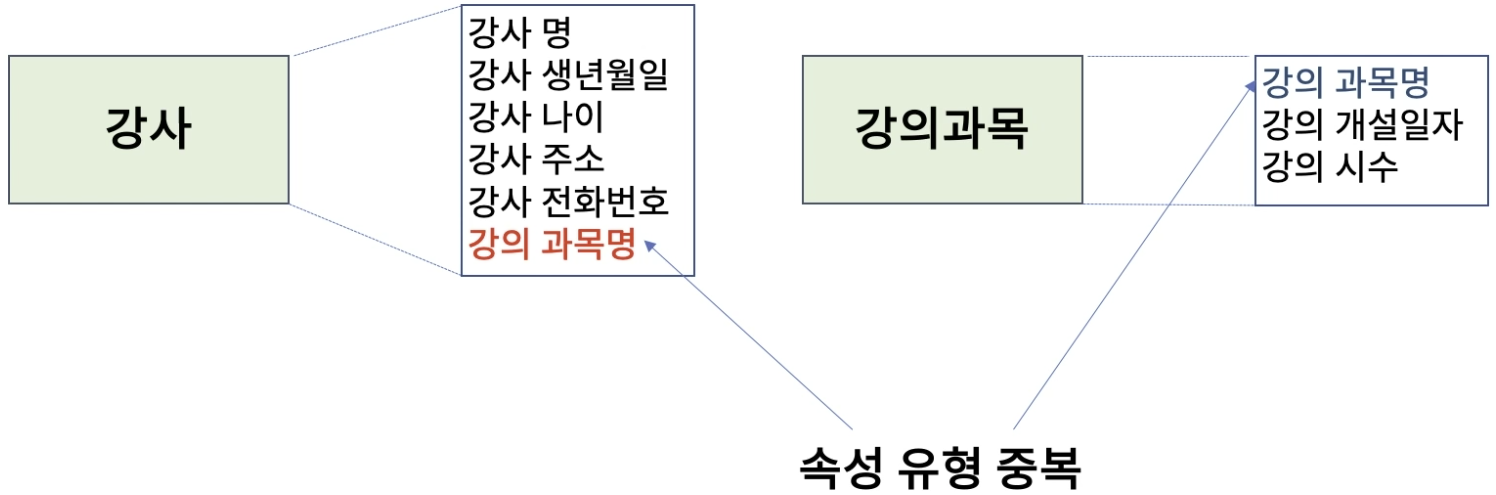 강사
강사 명
강사 생년월일
강사 나이
강사 주소
강사 전화번호
강의 과목명
강의과목
강의 과목명
강의 개설일자
강의 시수
속성 유형 중복